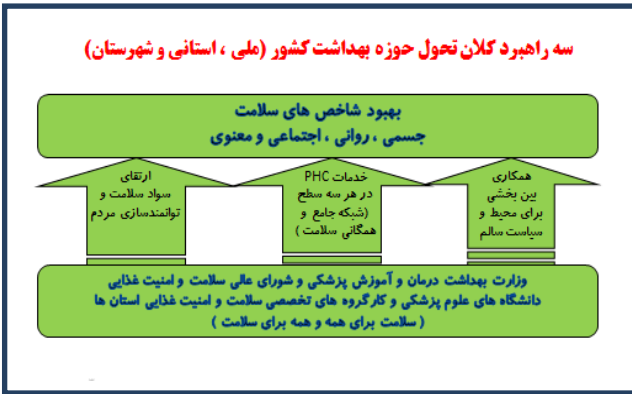 سه راهبرد کلان تحول حوزه بهداشت کشور (ملی ، استانی و شهرستان)
بهبود شاخص های سلامت
جسمی ، روانی ، اجتماعی و معنوی
همکاری
بین بخشی
برای محیط و
سیاست سالم
خدمات PHC
در هر سه سطح
(شبکه جامع و
همگانی سلامت )
ارتقای
سواد سلامت و
توانمندسازی مردم
وزارت بهداشت درمان و آموزش پزشکی و شورای عالی سلامت و امنیت غذایی
دانشگاه های علوم پزشکی و کارگروه های تخصصی سلامت و امنیت غذایی استان ها
( سلامت برای همه و همه برای سلامت )